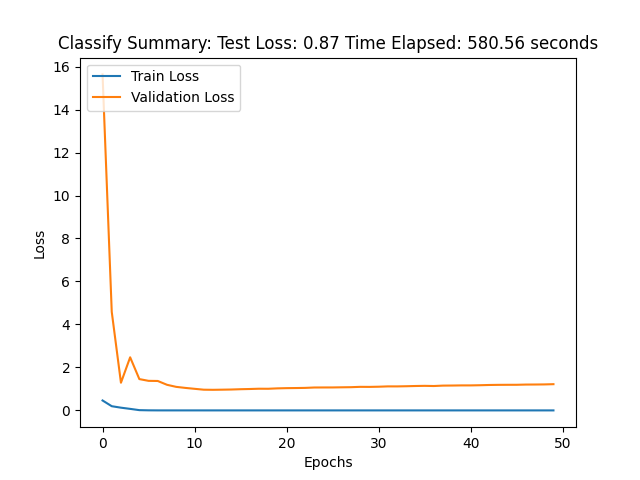 Classify Summary: Test Loss: 0.87 Time Elapsed: 580.56 seconds
Train Loss
Validation Loss
16
14
12
10
8
6
4
2
0
Loss
0 10 20 30 40 50
Epochs